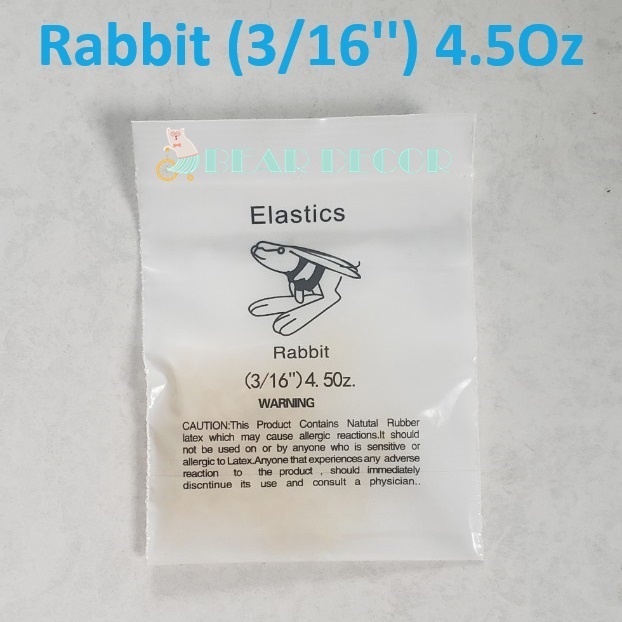 Rabbit (3/16'') 4.5Oz
BEAR DECOR
Elastics
Rabbit
(3/16'')4.5Oz.
WARNING
CAUTION:This Product Contains Natutal Rubber
latex which may cause allergic reactions.It should
not be used on or by anyone who is sensitive or
allergic to Latex.Anyone that experiences any adverse
reaction to the product , should immediately
discntinue its use and consult a physician..